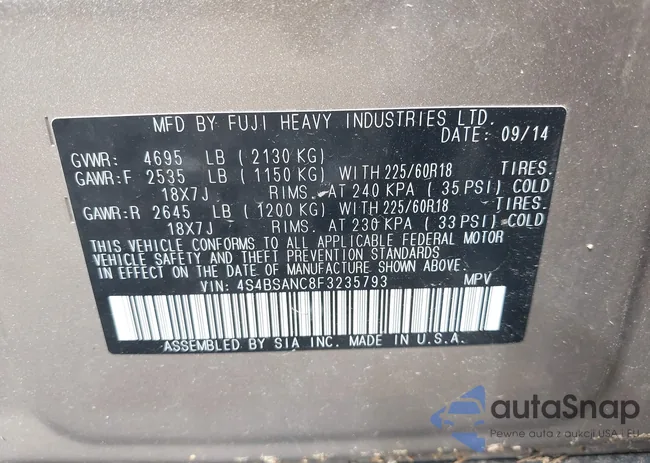 MFD BY FUJI HEAVY INDUSTRIES LTD.
DATE: 09/14
GVWR: 4695 LB (2130 KG)
GAWR:F 2535 LB (1150 KG) WITH 225/60R18 TIRES.
18X7J RIMS. AT 240 KPA (35 PSI) COLD
GAWR:R 2645 LB (1200 KG) WITH 225/60R18 TIRES.
18X7J RIMS. AT 230 KPA (33 PSI) COLD
THIS VEHICLE CONFORMS TO ALL APPLICABLE FEDERAL MOTOR
VEHICLE SAFETY AND THEFT PREVENTION STANDARDS
IN EFFECT ON THE DATE OF MANUFACTURE SHOWN ABOVE.
VIN: 4S4BSANC8F3235793 MPV
ASSEMBLED BY SIA INC. MADE IN U.S.A.
autaSnap
Pewne auta z aukcji USA i EU